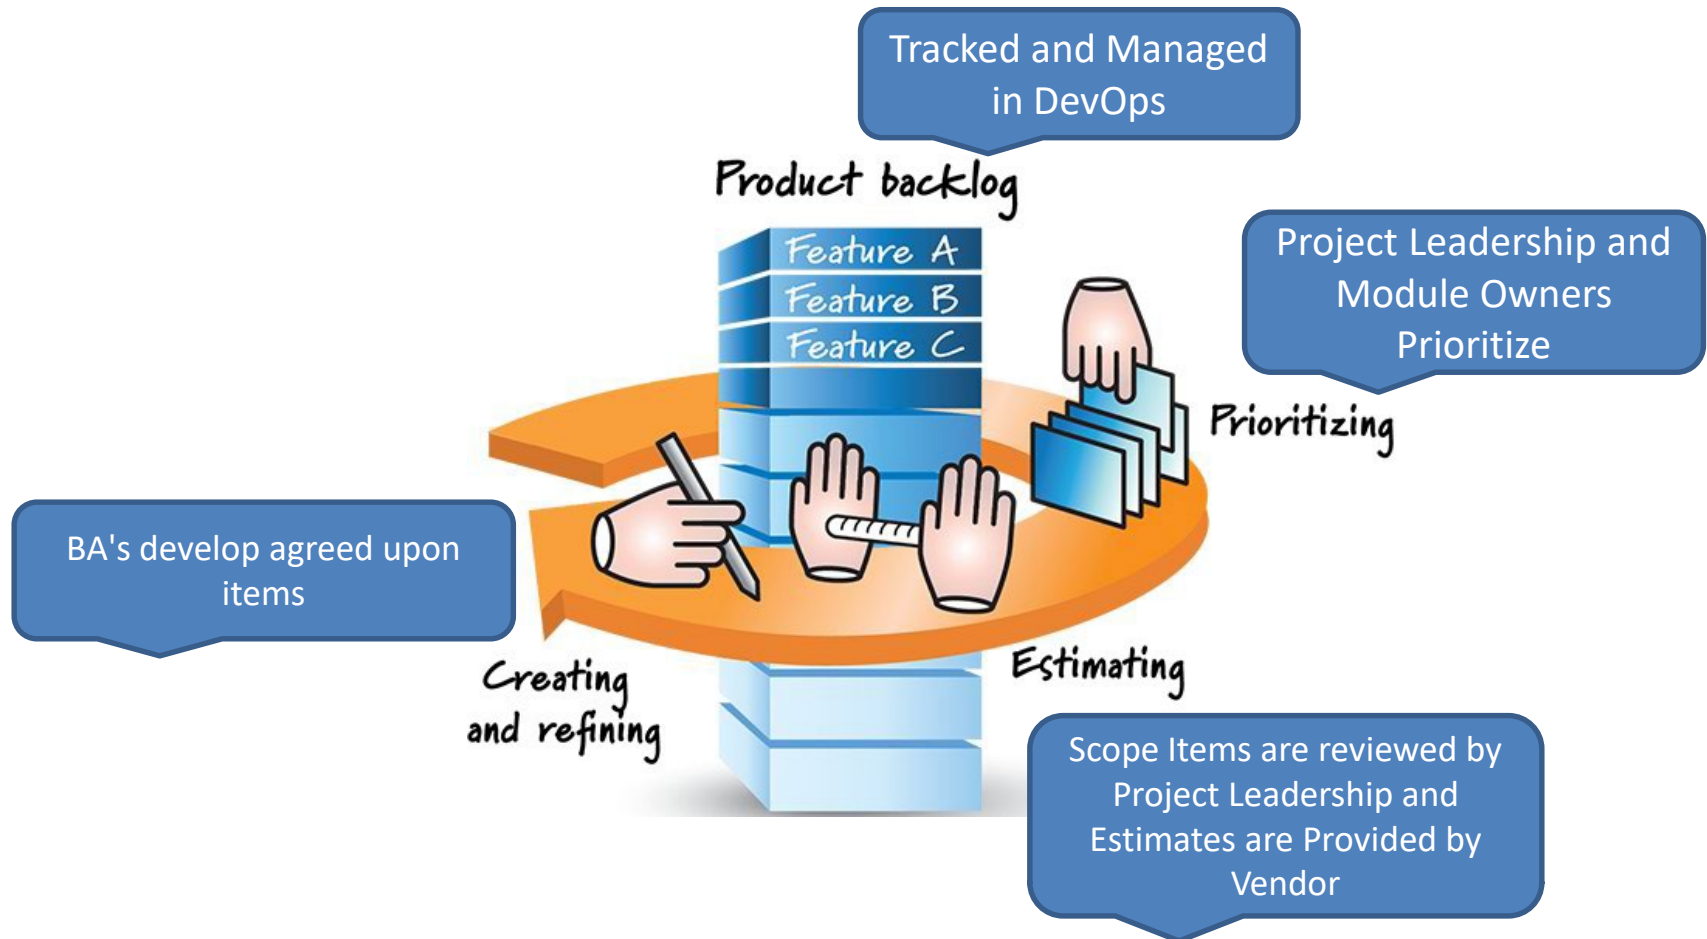 Tracked and Managed
in DevOps
Product backlog
Feature A
Feature B
Feature C
Project Leadership and
Module Owners
Prioritize
Prioritizing
BA's develop agreed upon
items
Creating
and refining
Estimating
Scope Items are reviewed by
Project Leadership and
Estimates are Provided by
Vendor